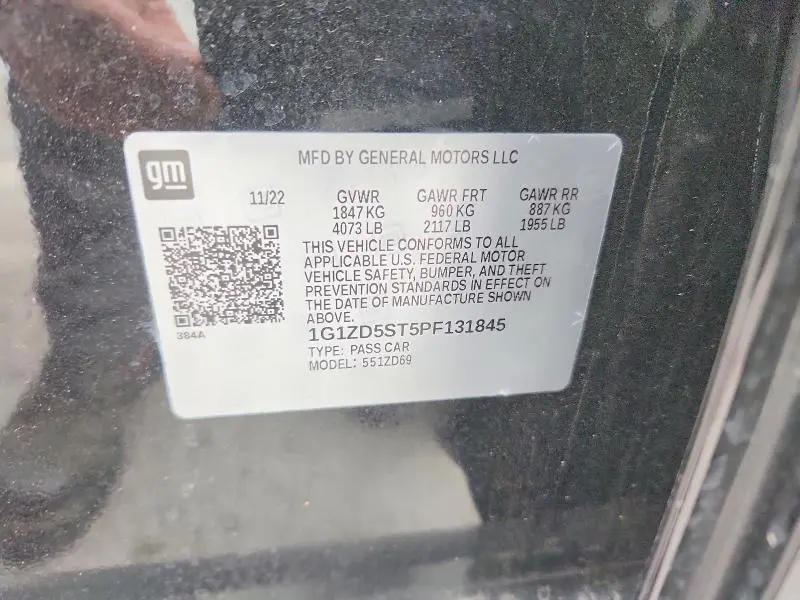 gm
MFD BY GENERAL MOTORS LLC
11/22 GVWR GAWR FRT GAWR RR
1847 KG 960 KG 887 KG
4073 LB 2117 LB 1955 LB
THIS VEHICLE CONFORMS TO ALL
APPLICABLE U.S. FEDERAL MOTOR
VEHICLE SAFETY, BUMPER, AND THEFT
PREVENTION STANDARDS IN EFFECT ON
THE DATE OF MANUFACTURE SHOWN
ABOVE.
384A
1G1ZD5ST5PF131845
TYPE: PASS CAR
MODEL: 551ZD69